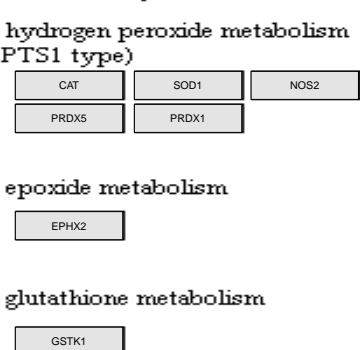 hydrogen peroxide metabolism
PTS1 type)
CAT SOD1 NOS2
PRDX5 PRDX1
epoxide metabolism
EPHX2
glutathione metabolism
GSTK1